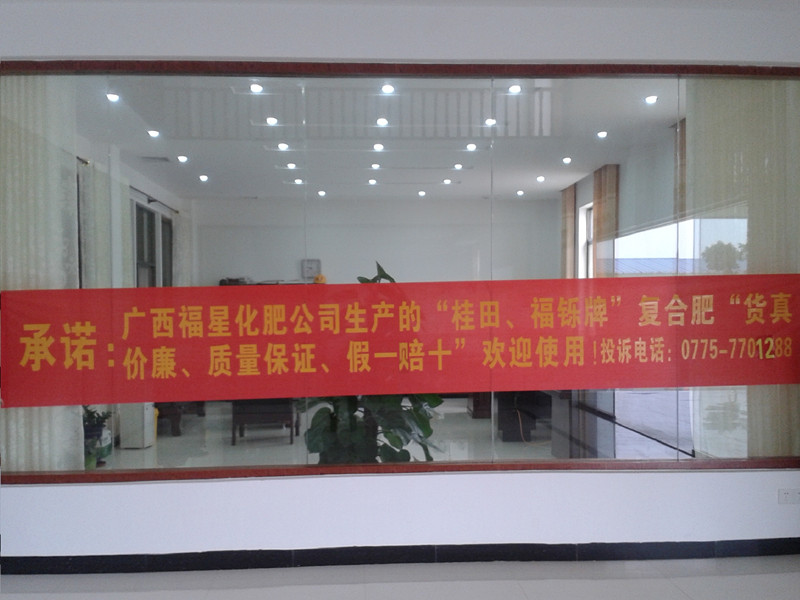 承诺：
广西福星化肥公司生产的“桂田、福铄牌”复合肥“货真
价廉、质量保证、假一赔十”欢迎使用！投诉电话：0775-7701288